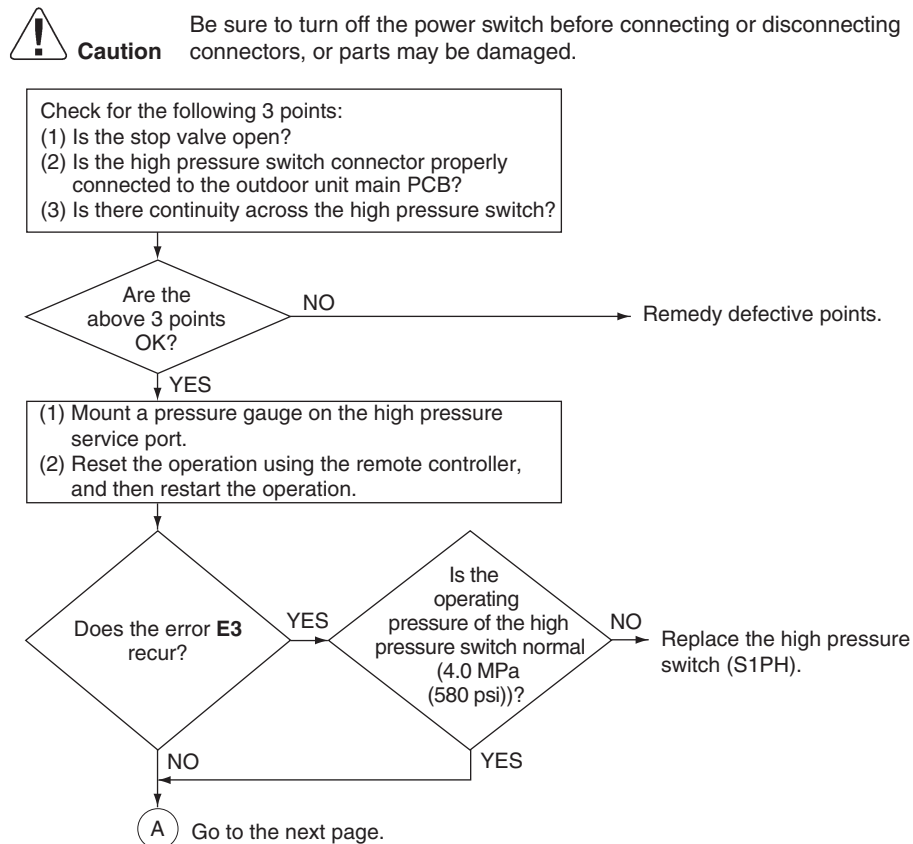 Be sure to turn off the power switch before connecting or disconnecting
Caution connectors, or parts may be damaged.
Check for the following 3 points:
(1) Is the stop valve open?
(2) Is the high pressure switch connector properly
connected to the outdoor unit main PCB?
(3) Is there continuity across the high pressure switch?
Are the
above 3 points
OK?
NO
Remedy defective points.
YES
(1) Mount a pressure gauge on the high pressure
service port.
(2) Reset the operation using the remote controller,
and then restart the operation.
Does the error E3
recur?
YES
Is the
operating
pressure of the high
pressure switch normal
(4.0 MPa
(580 psi))?
NO
Replace the high pressure
switch (S1PH).
NO
YES
A
Go to the next page.